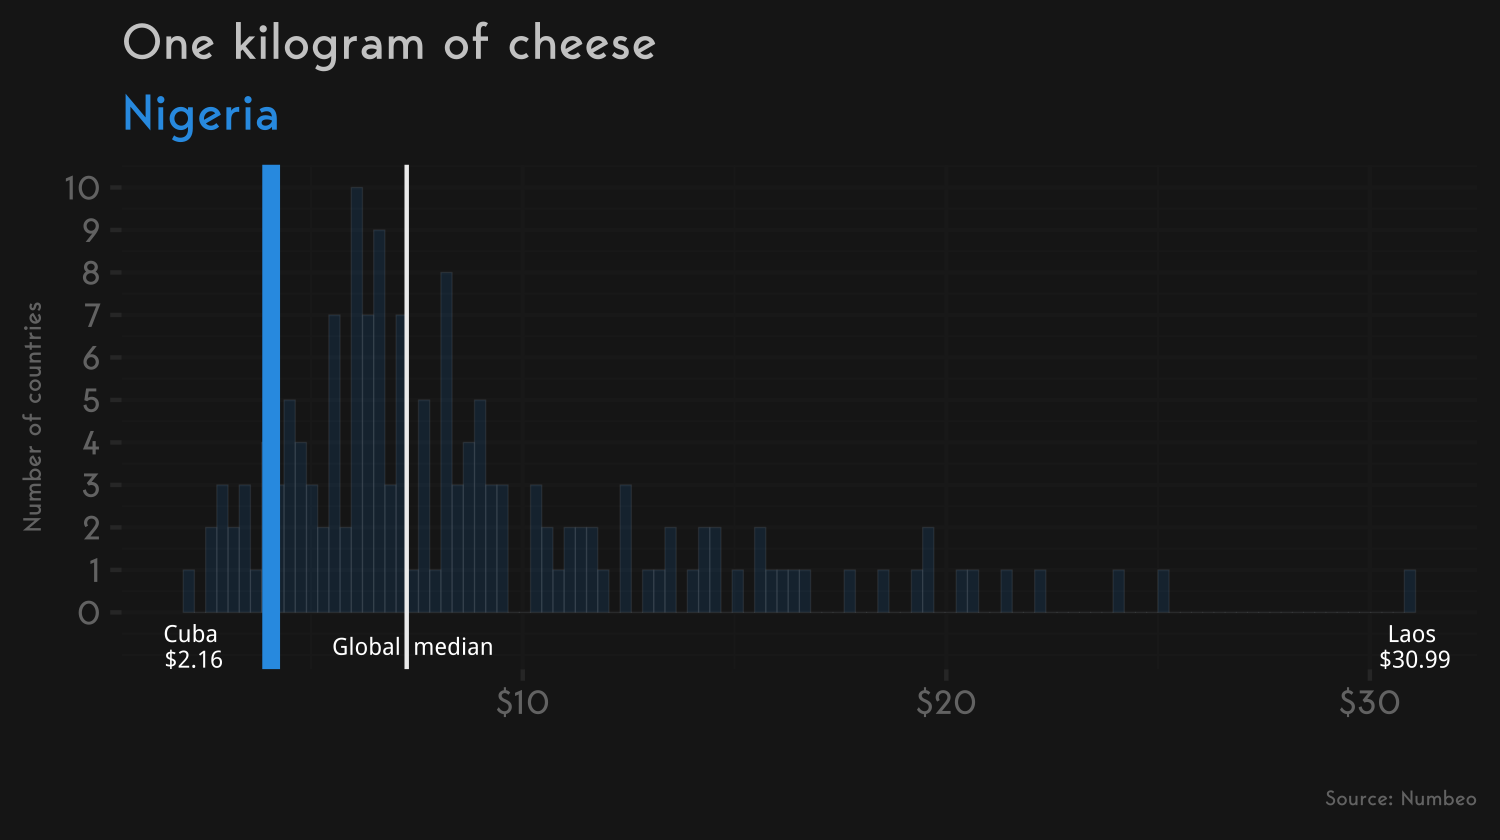 One kilogram of cheese
Nigeria
Number of countries
10
9
8
7
6
5
4
3
2
1
0
Cuba
$2.16
Global median
Laos
$30.99
$10 $20 $30
Source: Numbeo